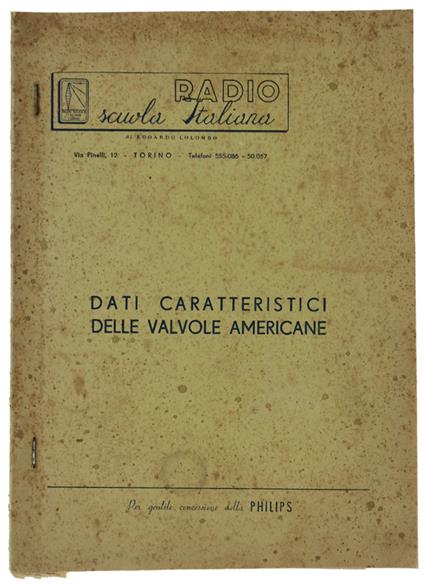 RADIO
scuola Italiana
di EDOARDO COLOMBO
Via Pinelli, 12 - TORINO - Telefoni 555.086 - 50.057
DATI CARATTERISTICI
DELLE VALVOLE AMERICANE
Per gentile concessione della PHILIPS